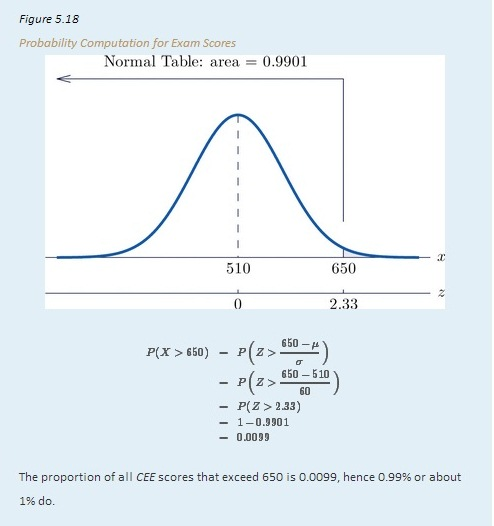 Figure 5.18
Probability Computation for Exam Scores
Normal Table: area = 0.9901
x
510 650
z
0 2.33
P(X > 650) = P(Z > (650 − μ)/σ)
= P(Z > (650 − 510)/60)
= P(Z > 2.33)
= 1 − 0.9901
= 0.0099
The proportion of all CEE scores that exceed 650 is 0.0099, hence 0.99% or about
1% do.